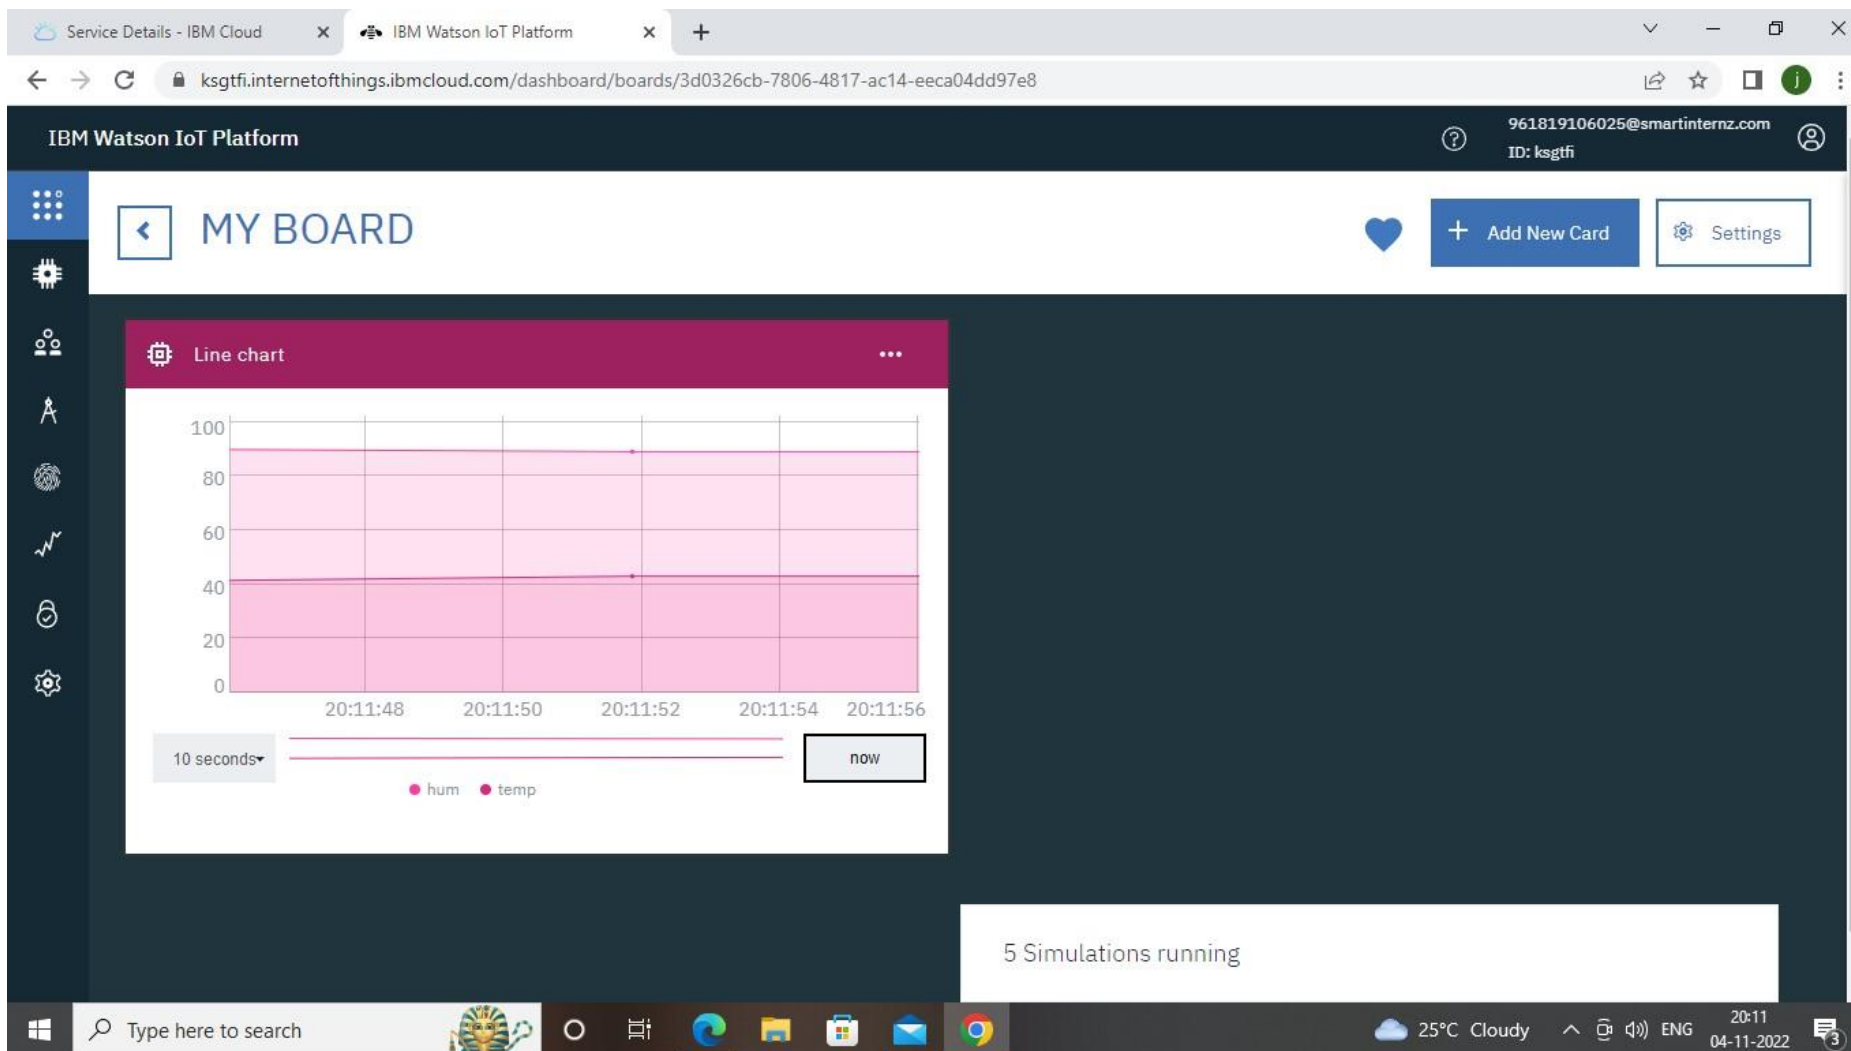 Service Details - IBM Cloud
IBM Watson IoT Platform
ksgtfi.internetofthings.ibmcloud.com/dashboard/boards/3d0326cb-7806-4817-ac14-eeca04dd97e8
j
IBM Watson IoT Platform
961819106025@smartinternz.com
ID: ksgtfi
MY BOARD
Add New Card
Settings
Line chart
100
80
60
40
20
0
20:11:48 20:11:50 20:11:52 20:11:54 20:11:56
10 seconds
now
hum temp
5 Simulations running
Type here to search
25°C Cloudy
ENG
20:11
04-11-2022
3